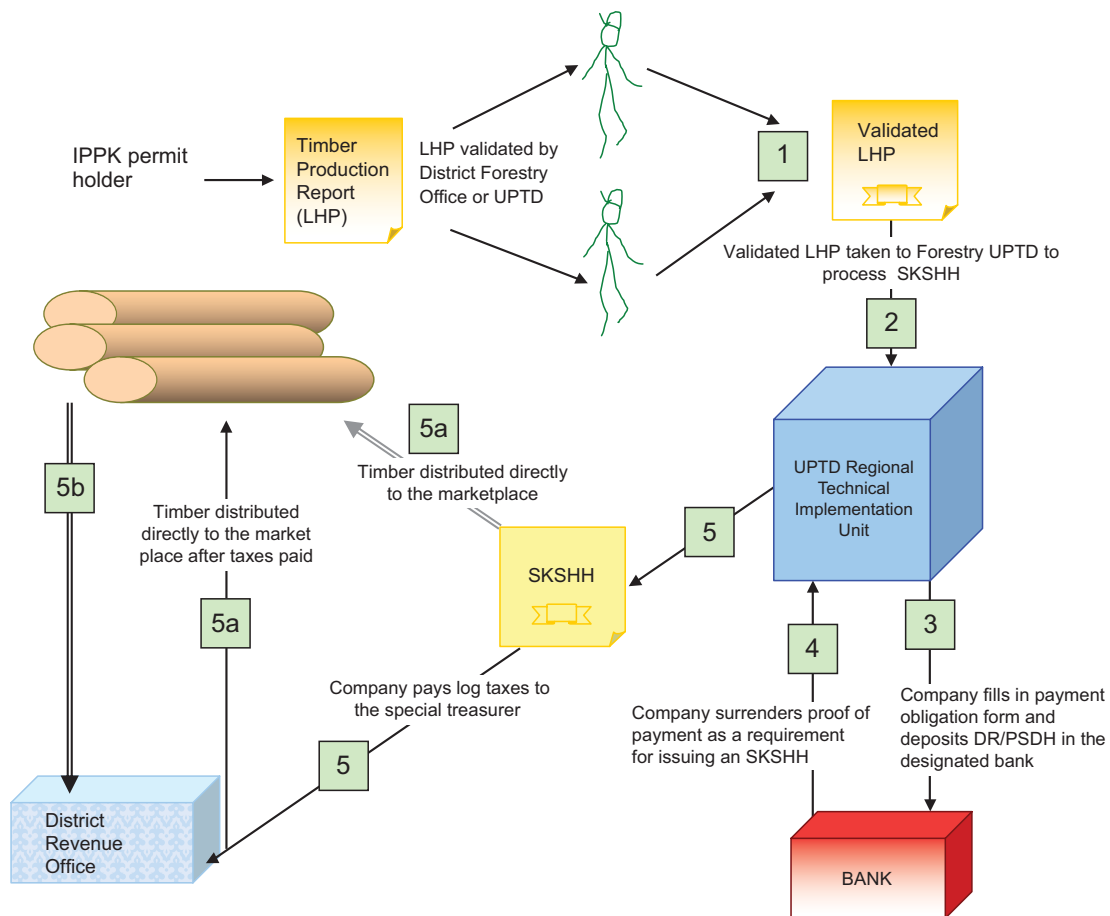 IPPK permit
holder
Timber
Production
Report
(LHP)
LHP validated by
District Forestry
Office or UPTD
1
Validated
LHP
Validated LHP taken to Forestry UPTD to
process SKSHH
2
UPTD Regional
Technical
Implementation
Unit
3
Company fills in payment
obligation form and
deposits DR/PSDH in the
designated bank
BANK
4
Company surrenders proof of
payment as a requirement
for issuing an SKSHH
5
SKSHH
5a
Timber distributed directly
to the marketplace
Company pays log taxes to
the special treasurer
5
District
Revenue
Office
5a
Timber distributed
directly to the market
place after taxes paid
5b